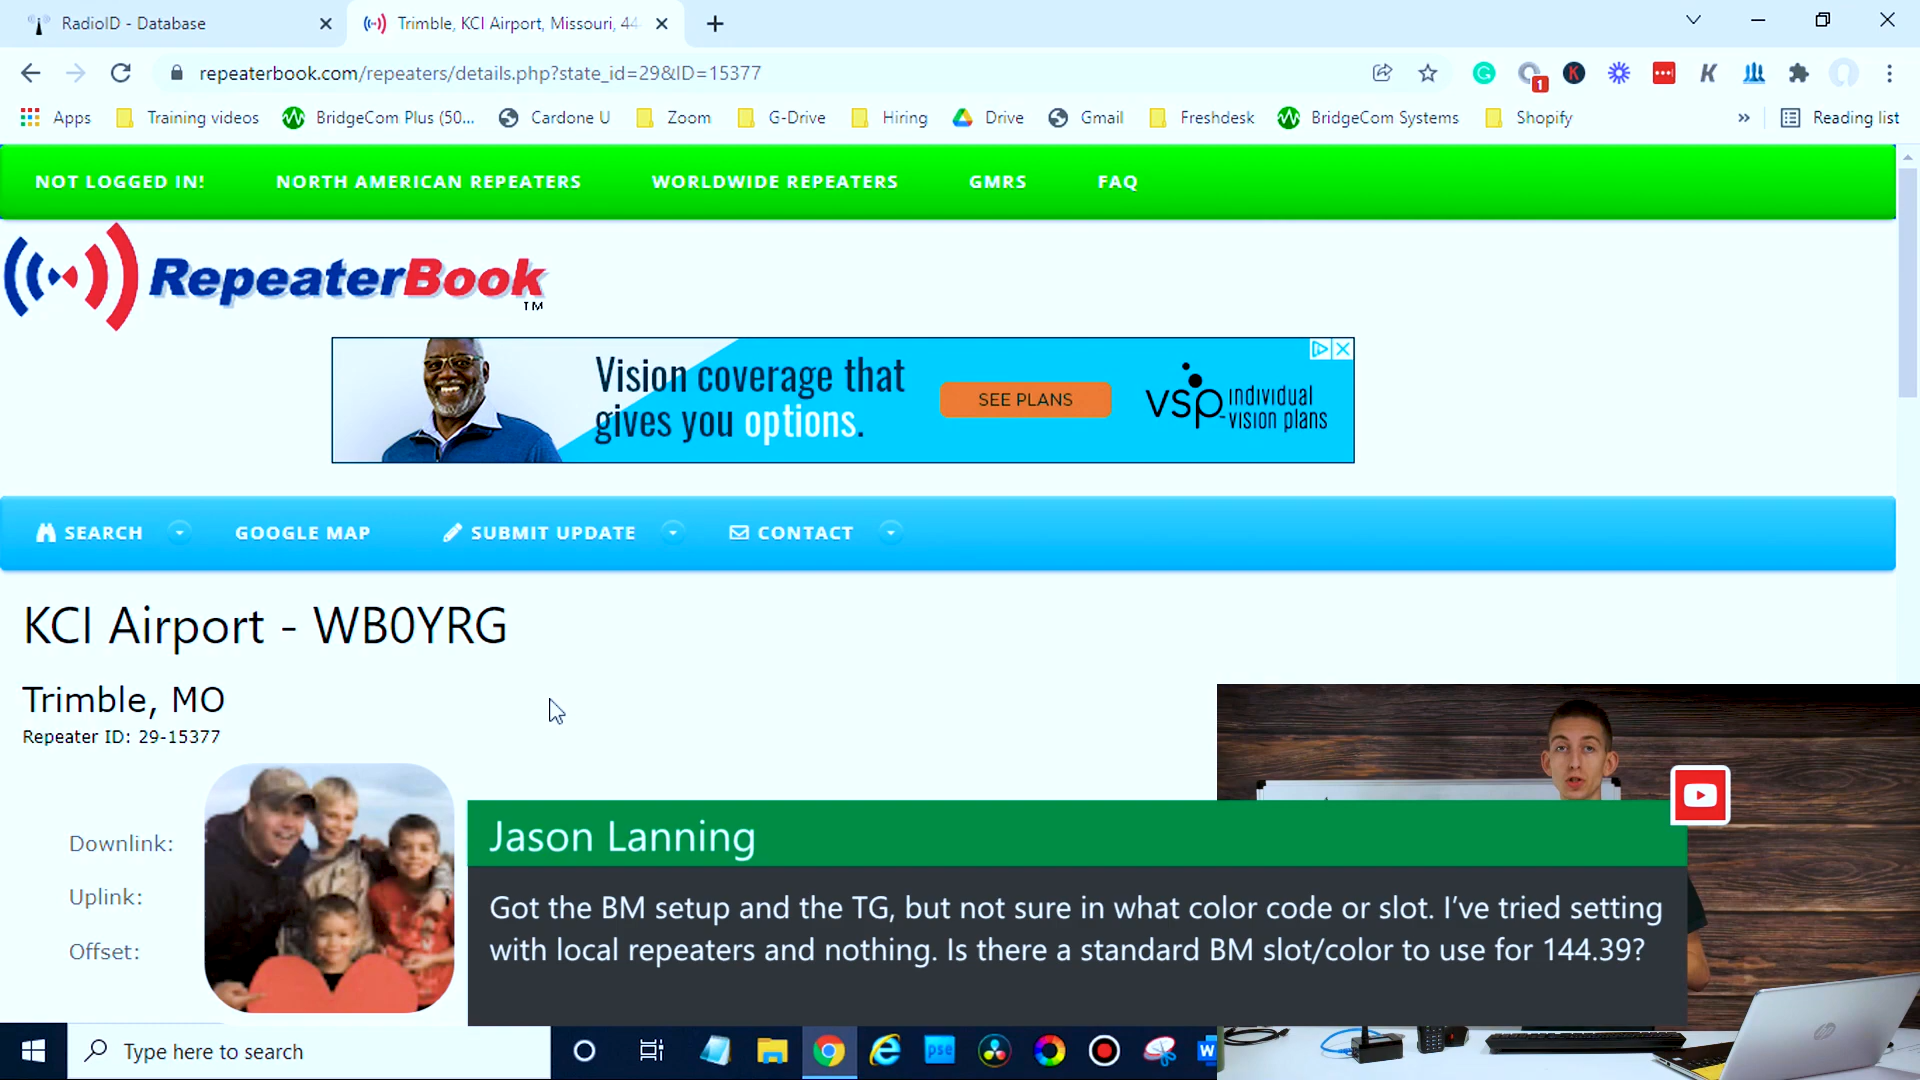 RadioID - Database
Trimble, KCI Airport, Missouri, 44
repeaterbook.com/repeaters/details.php?state_id=29&ID=15377
1
Apps
Training videos
BridgeCom Plus (50...
Cardone U
Zoom
G-Drive
Hiring
Drive
Gmail
Freshdesk
BridgeCom Systems
Shopify
»
Reading list
NOT LOGGED IN!
NORTH AMERICAN REPEATERS
WORLDWIDE REPEATERS
GMRS
FAQ
RepeaterBook
TM
Vision coverage that
gives you options.
SEE PLANS
vsp individual
vision plans
SEARCH
GOOGLE MAP
SUBMIT UPDATE
CONTACT
KCI Airport - WB0YRG
Trimble, MO
Repeater ID: 29-15377
Downlink:
Uplink:
Offset:
Jason Lanning
Got the BM setup and the TG, but not sure in what color code or slot. I've tried setting
with local repeaters and nothing. Is there a standard BM slot/color to use for 144.39?
Type here to search
pse
W
hp